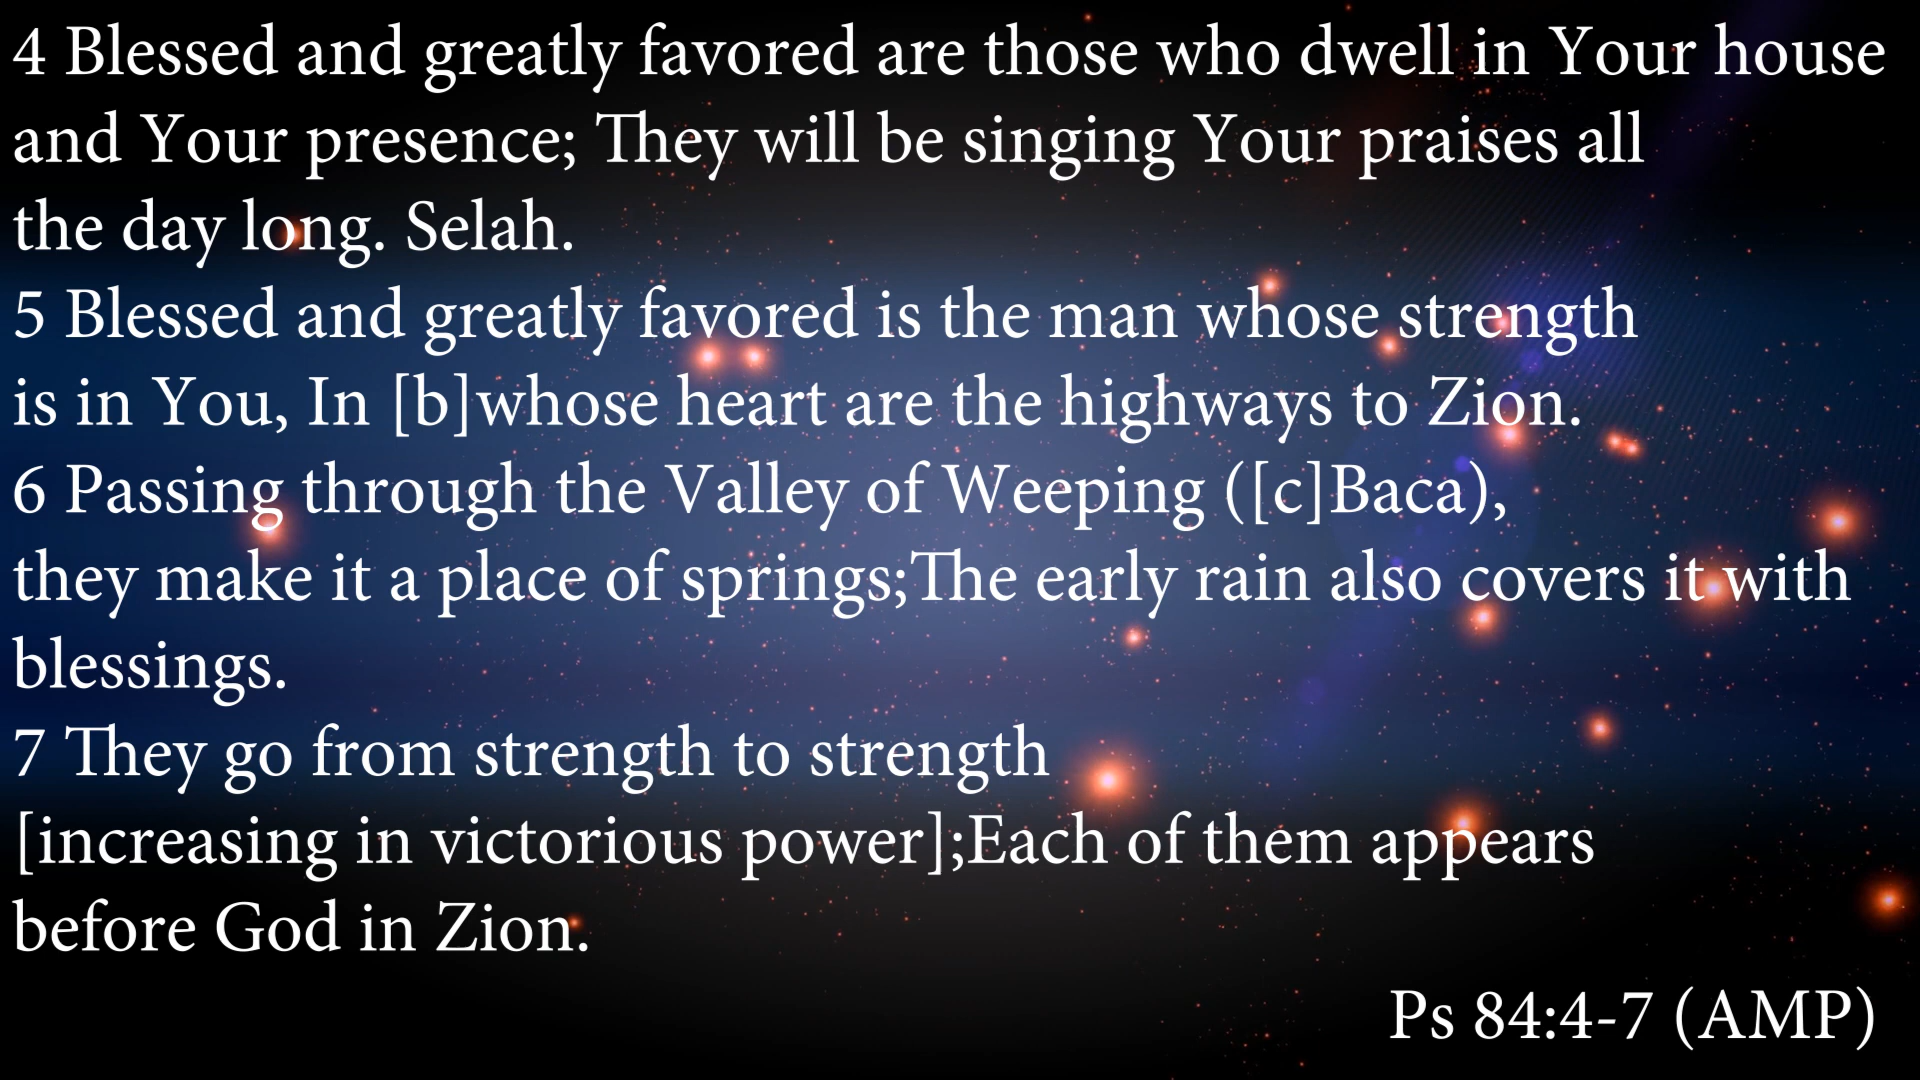 4 Blessed and greatly favored are those who dwell in Your house
and Your presence; They will be singing Your praises all
the day long. Selah.
5 Blessed and greatly favored is the man whose strength
is in You, In [b]whose heart are the highways to Zion.
6 Passing through the Valley of Weeping ([c]Baca),
they make it a place of springs;The early rain also covers it with
blessings.
7 They go from strength to strength
[increasing in victorious power];Each of them appears
before God in Zion.
Ps 84:4-7 (AMP)